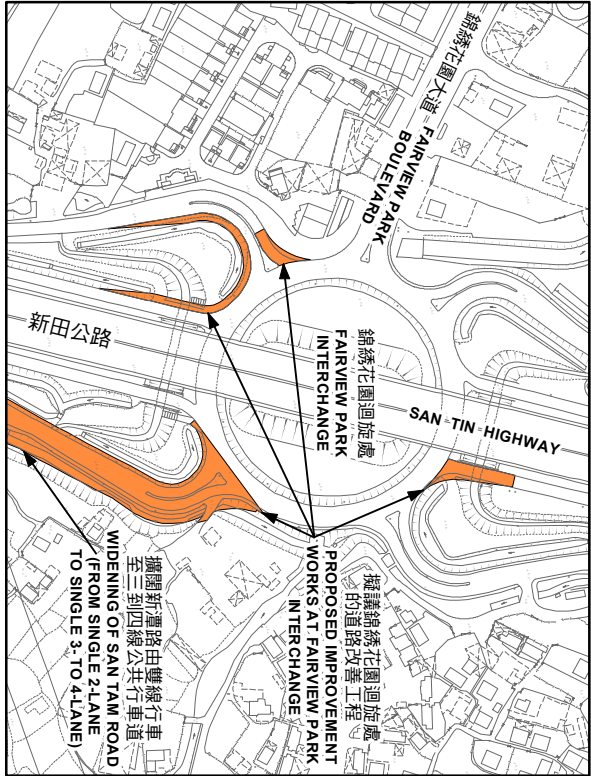 錦綉花園大道
FAIRVIEW PARK
BOULEVARD
錦綉花園迴旋處
FAIRVIEW PARK
INTERCHANGE
新田公路
SAN TIN HIGHWAY
擬議錦綉花園迴旋處
的道路改善工程
PROPOSED IMPROVEMENT
WORKS AT FAIRVIEW PARK
INTERCHANGE
擴闊新潭路由雙線行車
至三到四線公共行車道
WIDENING OF SAN TAM ROAD
(FROM SINGLE 2-LANE
TO SINGLE 3- TO 4-LANE)